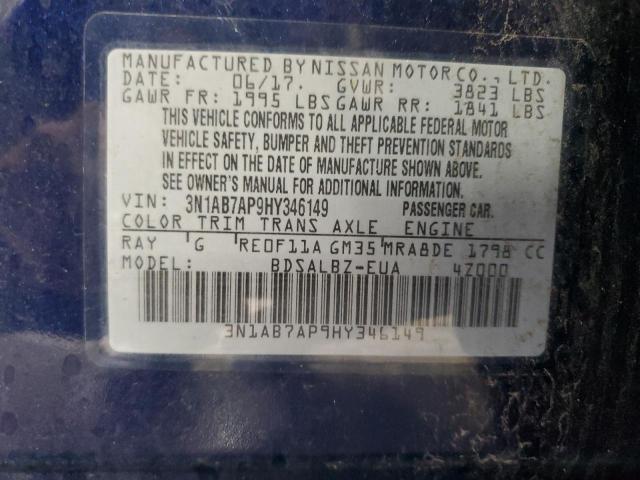 MANUFACTURED BY NISSAN MOTOR CO., LTD.
DATE: 06/17. GVWR: 3823 LBS
GAWR FR: 1995 LBS GAWR RR: 1841 LBS
THIS VEHICLE CONFORMS TO ALL APPLICABLE FEDERAL MOTOR
VEHICLE SAFETY, BUMPER AND THEFT PREVENTION STANDARDS
IN EFFECT ON THE DATE OF MANUFACTURE SHOWN ABOVE.
SEE OWNER'S MANUAL FOR ADDITIONAL INFORMATION.
VIN: 3N1AB7AP9HY346149 PASSENGER CAR.
COLOR TRIM TRANS AXLE ENGINE
RAY G RE0F11A GM35 MRA8DE 1798 CC
MODEL: BDSALBZ-EUA 4Z000
3N1AB7AP9HY346149